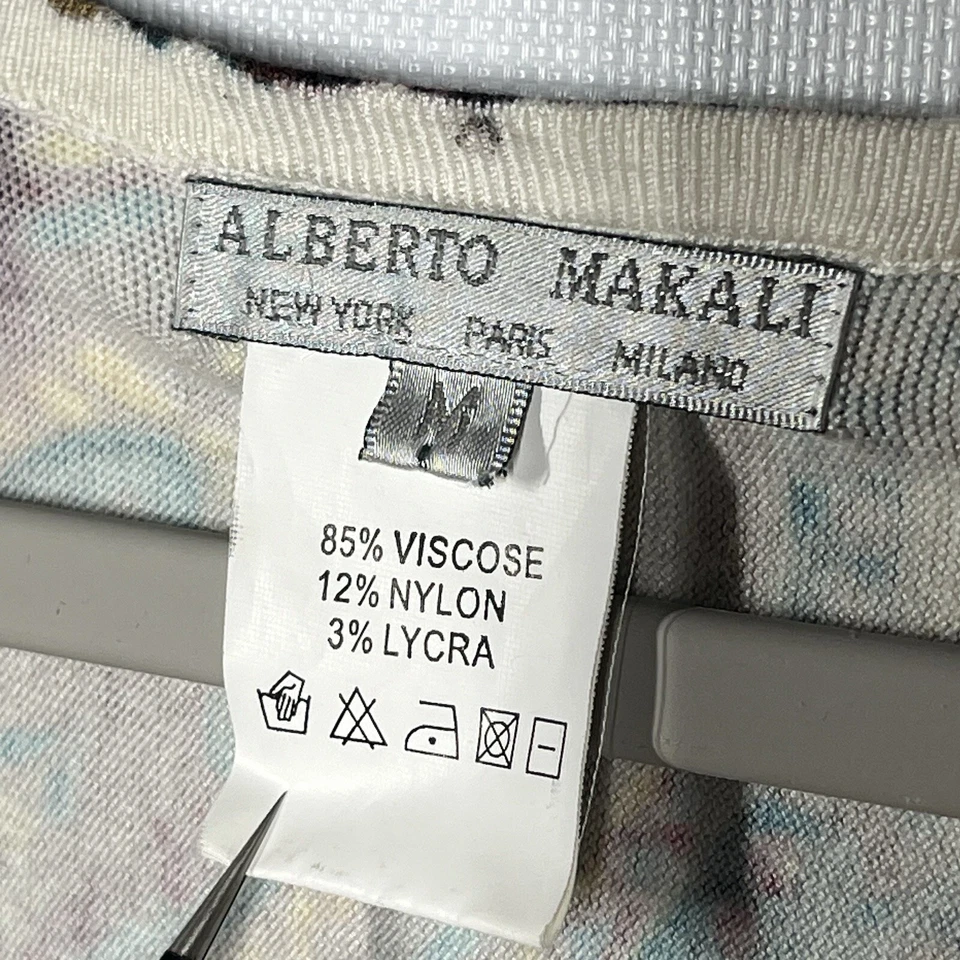 ALBERTO MAKALI
NEW YORK PARIS MILANO
M
85% VISCOSE
12% NYLON
3% LYCRA